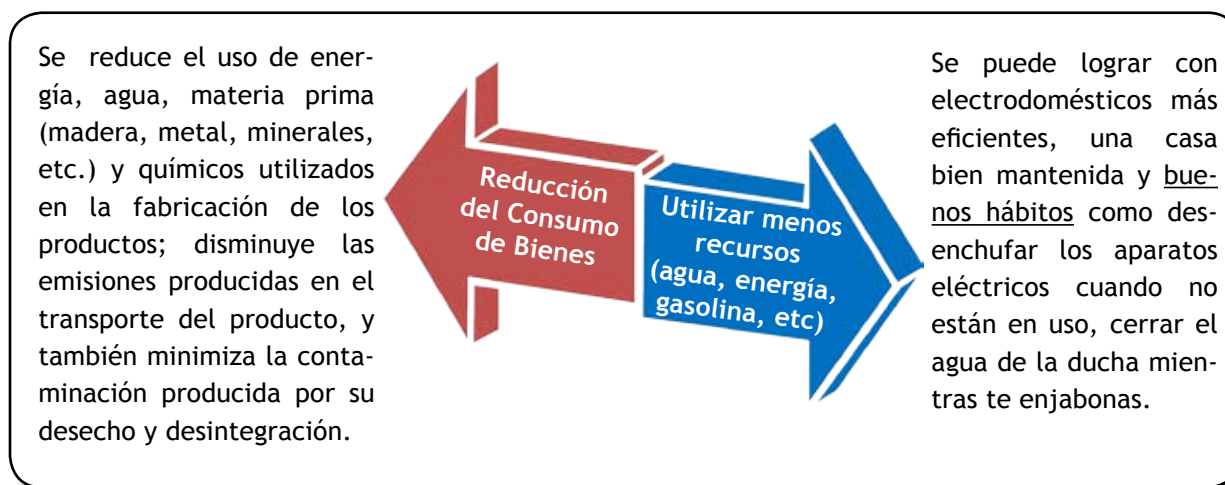 Se reduce el uso de ener-
gía, agua, materia prima
(madera, metal, minerales,
etc.) y químicos utilizados
en la fabricación de los
productos; disminuye las
emisiones producidas en el
transporte del producto, y
también minimiza la conta-
minación producida por su
desecho y desintegración.
Reducción
del Consumo
de Bienes
Utilizar menos
recursos
(agua, energía,
gasolina, etc)
Se puede lograr con
electrodomésticos más
eficientes, una casa
bien mantenida y bue-
nos hábitos como des-
enchufar los aparatos
eléctricos cuando no
están en uso, cerrar el
agua de la ducha mien-
tras te enjabonas.